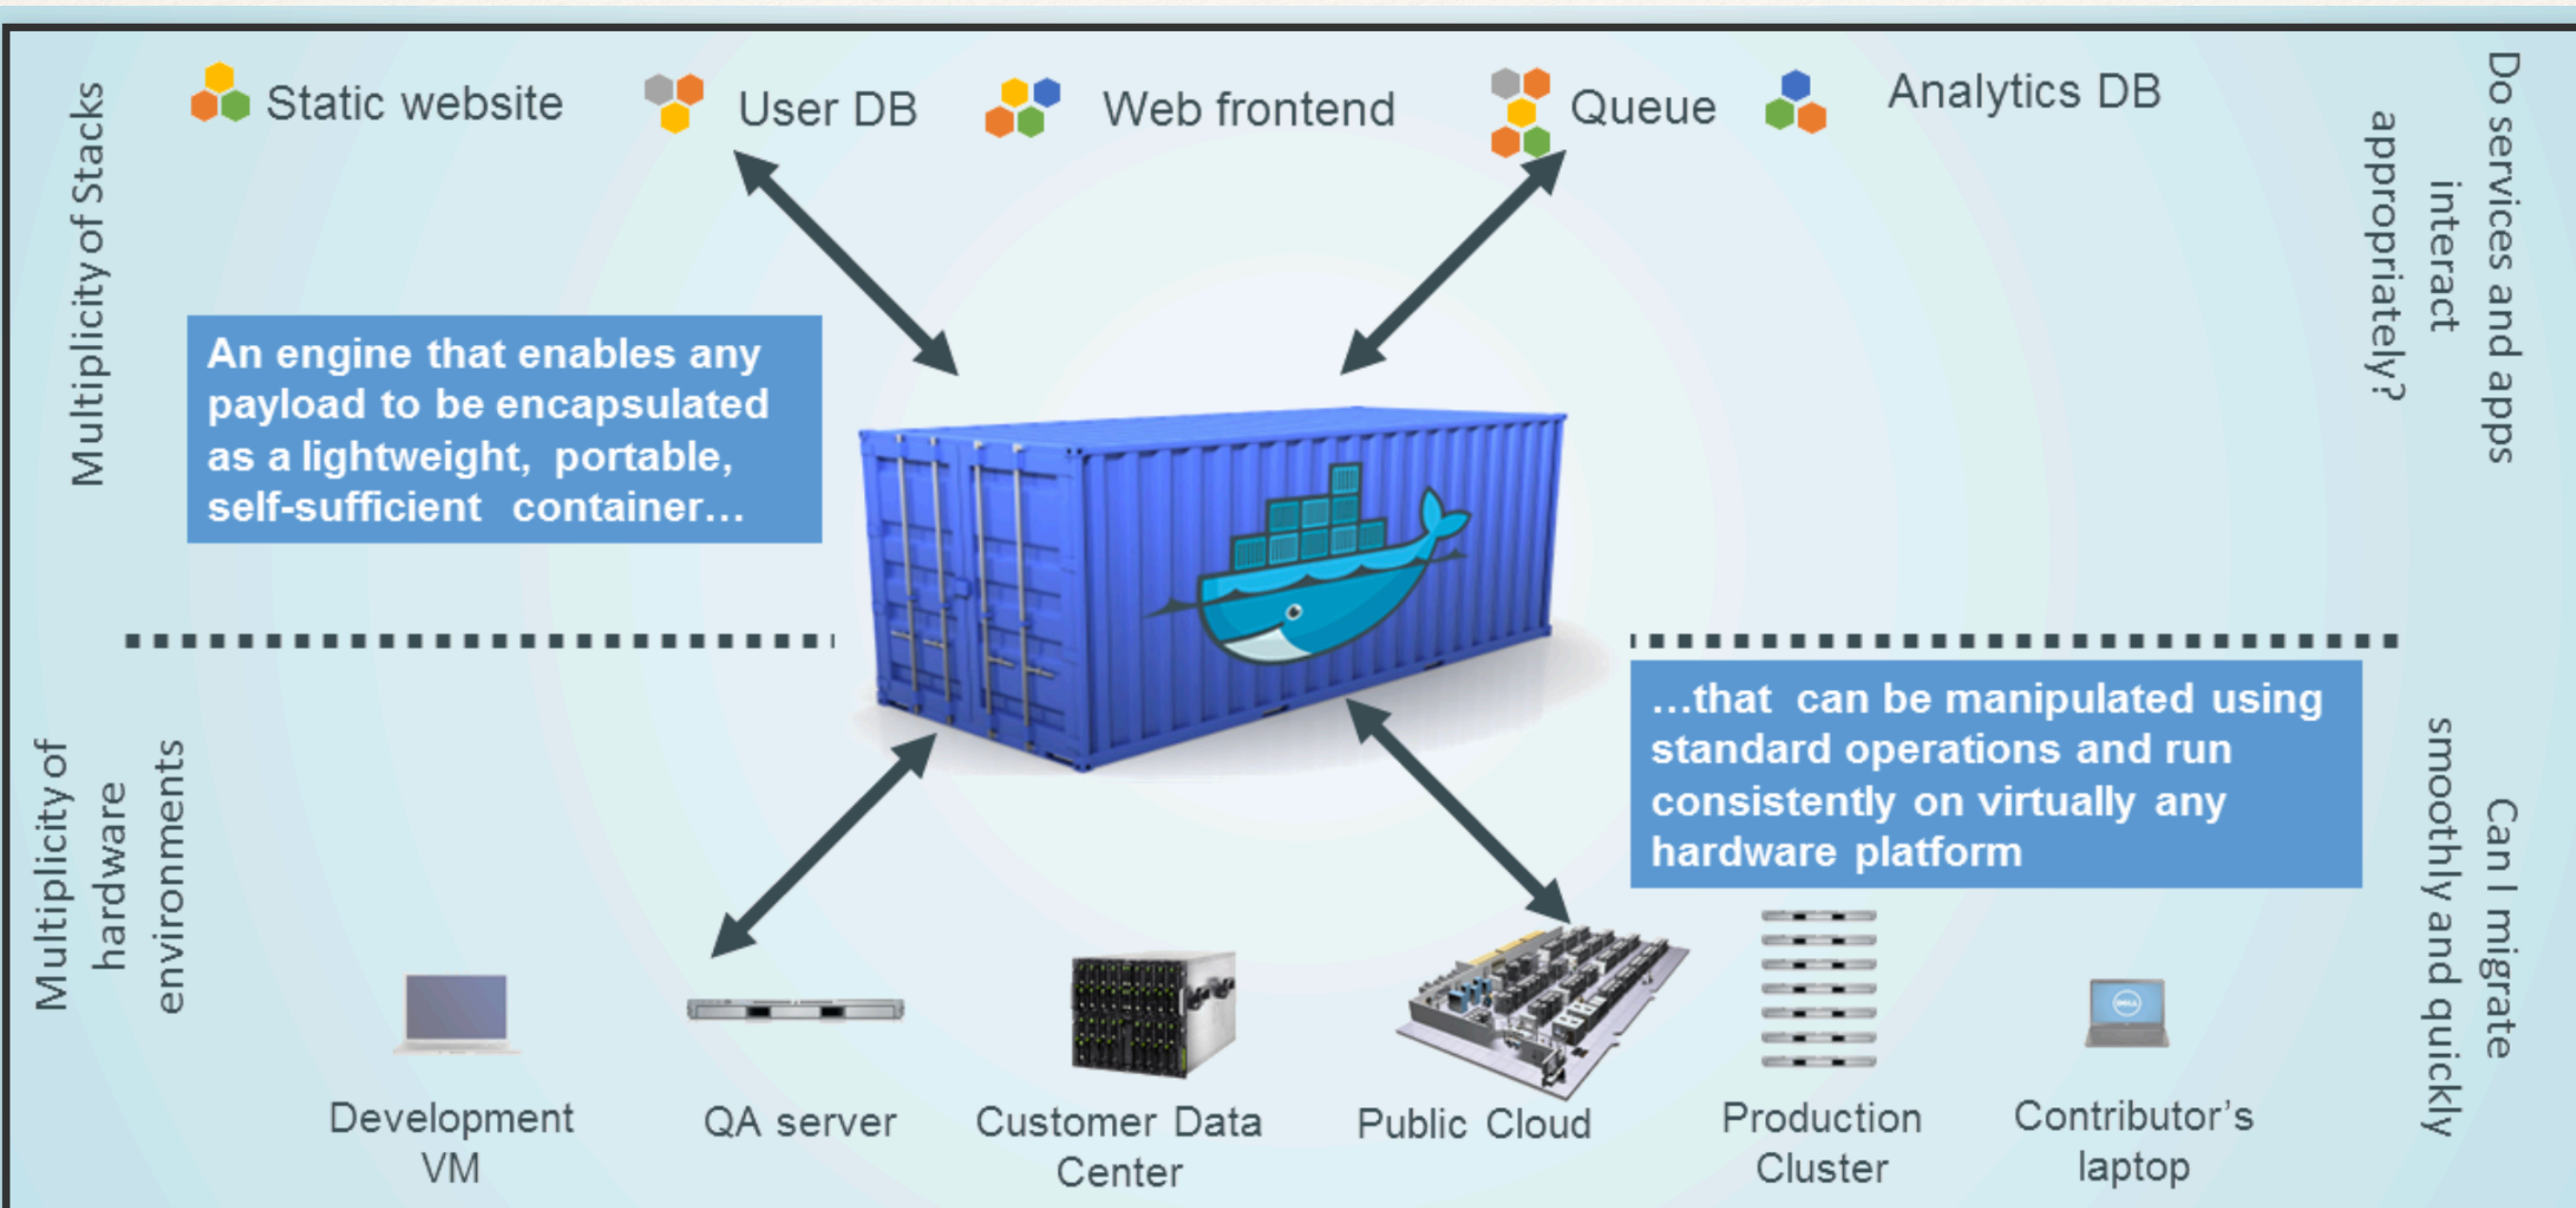 Multiplicity of Stacks
Static website
User DB
Web frontend
Queue
Analytics DB
Do services and apps
interact
appropriately?
An engine that enables any
payload to be encapsulated
as a lightweight, portable,
self-sufficient container...
...that can be manipulated using
standard operations and run
consistently on virtually any
hardware platform
Multiplicity of
hardware
environments
Can I migrate
smoothly and quickly
DELL
Development
VM
QA server
Customer Data
Center
Public Cloud
Production
Cluster
Contributor’s
laptop